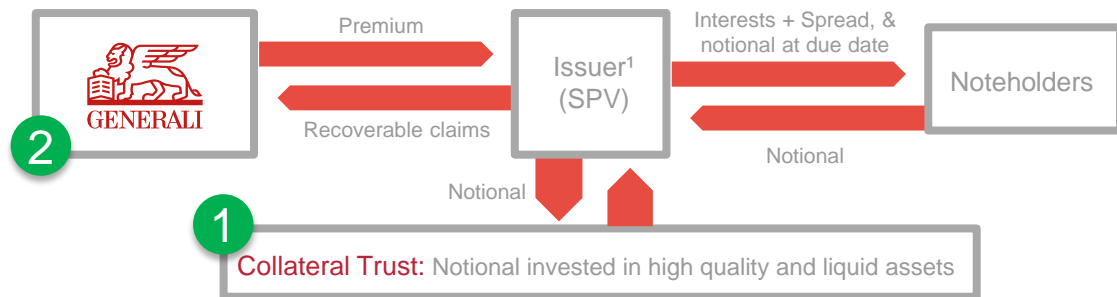 Premium
Interests + Spread, &
notional at due date
Issuer¹
(SPV)
Noteholders
GENERALI
Recoverable claims
2
Notional
Notional
1
Collateral Trust: Notional invested in high quality and liquid assets